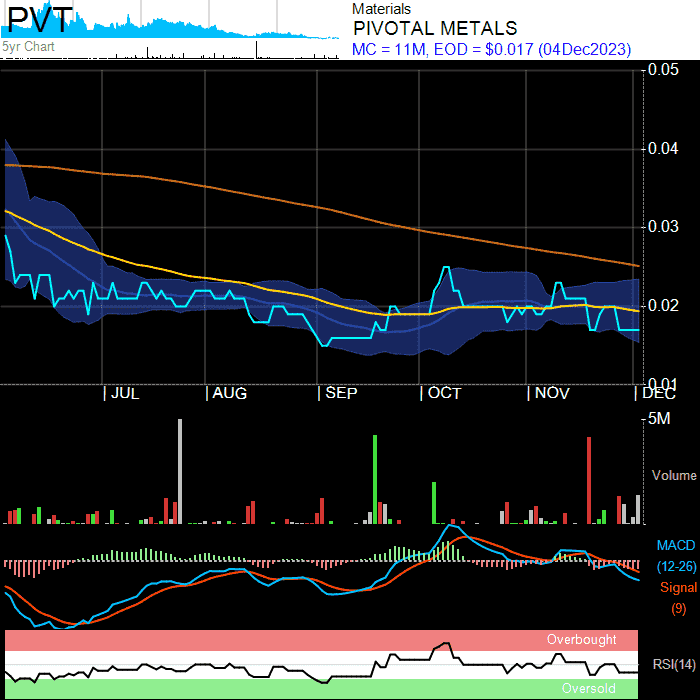 PVT
5yr Chart
Materials
PIVOTAL METALS
MC = 11M, EOD = $0.017 (04Dec2023)
0.05
0.04
0.03
0.02
0.01
| JUL | AUG | SEP | OCT | NOV | DEC
5M
Volume
MACD
(12-26)
Signal
(9)
Overbought
RSI(14)
Oversold